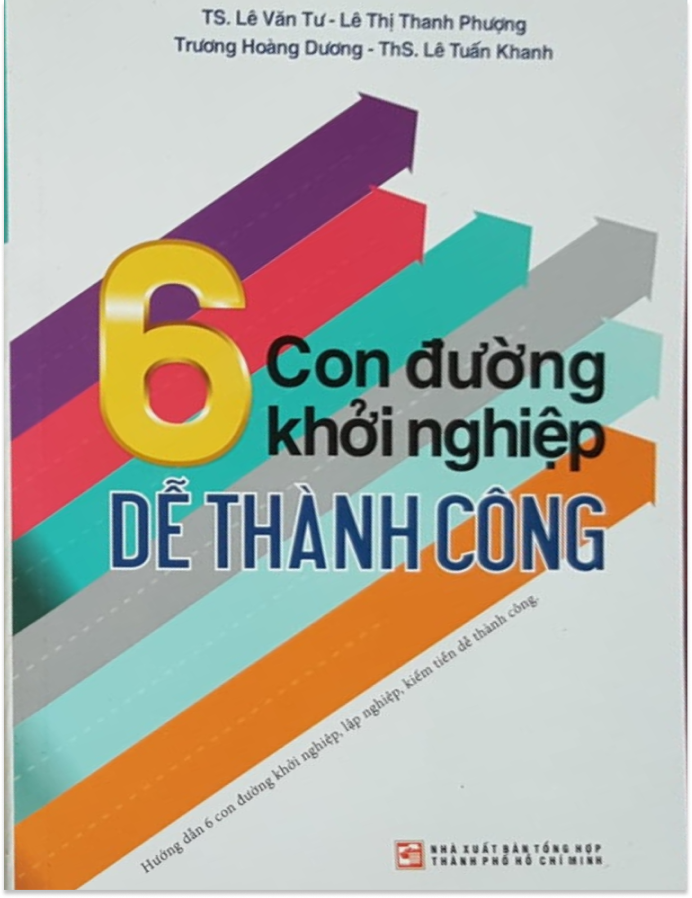 TS. Lê Văn Tư - Lê Thị Thanh Phượng
Trương Hoàng Dương - ThS. Lê Tuấn Khanh
6 Con đường
khởi nghiệp
DỄ THÀNH CÔNG
Hướng dẫn 6 con đường khởi nghiệp, lập nghiệp, kiếm tiền dễ thành công.
NHÀ XUẤT BẢN TỔNG HỢP
THÀNH PHỐ HỒ CHÍ MINH